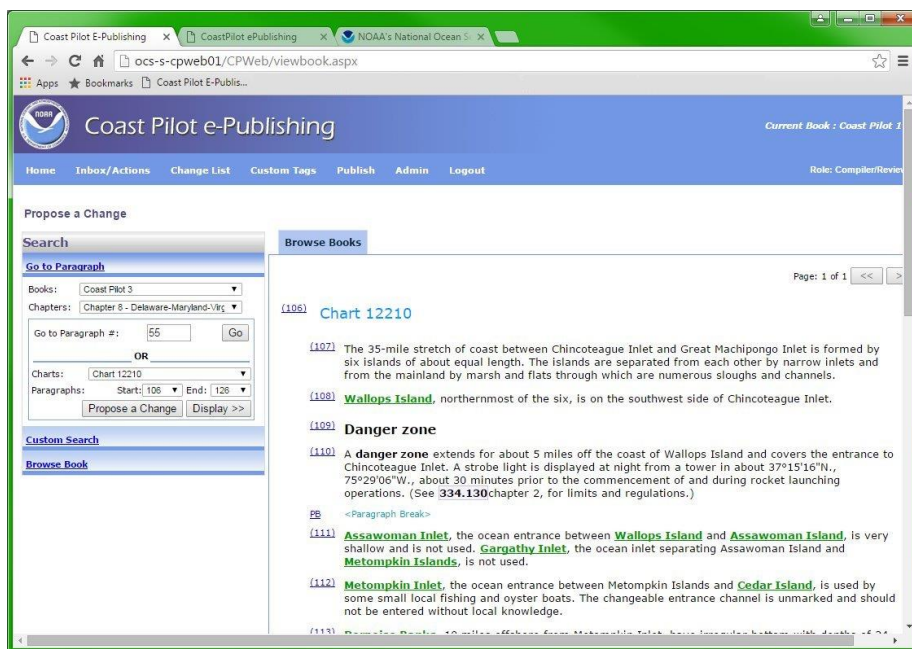 Coast Pilot E-Publishing
CoastPilot ePublishing
NOAA's National Ocean Se
ocs-s-cpweb01/CPWeb/viewbook.aspx
Apps Bookmarks Coast Pilot E-Publis...
NOAA
Coast Pilot e-Publishing
Current Book : Coast Pilot 1
Home Inbox/Actions Change List Custom Tags Publish Admin Logout
Role: Compiler/Review
Propose a Change
Search
Go to Paragraph
Books: Coast Pilot 3
Chapters: Chapter 8 - Delaware-Maryland-Virg
Go to Paragraph #: 55 Go
OR
Charts: Chart 12210
Paragraphs: Start: 106 End: 126
Propose a Change Display >>
Custom Search
Browse Book
Browse Books
Page: 1 of 1 << >
(106) Chart 12210
(107) The 35-mile stretch of coast between Chincoteague Inlet and Great Machipongo Inlet is formed by
six islands of about equal length. The islands are separated from each other by narrow inlets and
from the mainland by marsh and flats through which are numerous sloughs and channels.
(108) Wallops Island, northernmost of the six, is on the southwest side of Chincoteague Inlet.
(109) Danger zone
(110) A danger zone extends for about 5 miles off the coast of Wallops Island and covers the entrance to
Chincoteague Inlet. A strobe light is displayed at night from a tower in about 37°15'16"N.,
75°29'06"W., about 30 minutes prior to the commencement of and during rocket launching
operations. (See 334.130chapter 2, for limits and regulations.)
PB <Paragraph Break>
(111) Assawoman Inlet, the ocean entrance between Wallops Island and Assawoman Island, is very
shallow and is not used. Gargathy Inlet, the ocean inlet separating Assawoman Island and
Metompkin Islands, is not used.
(112) Metompkin Inlet, the ocean entrance between Metompkin Islands and Cedar Island, is used by
some small local fishing and oyster boats. The changeable entrance channel is unmarked and should
not be entered without local knowledge.
(113)